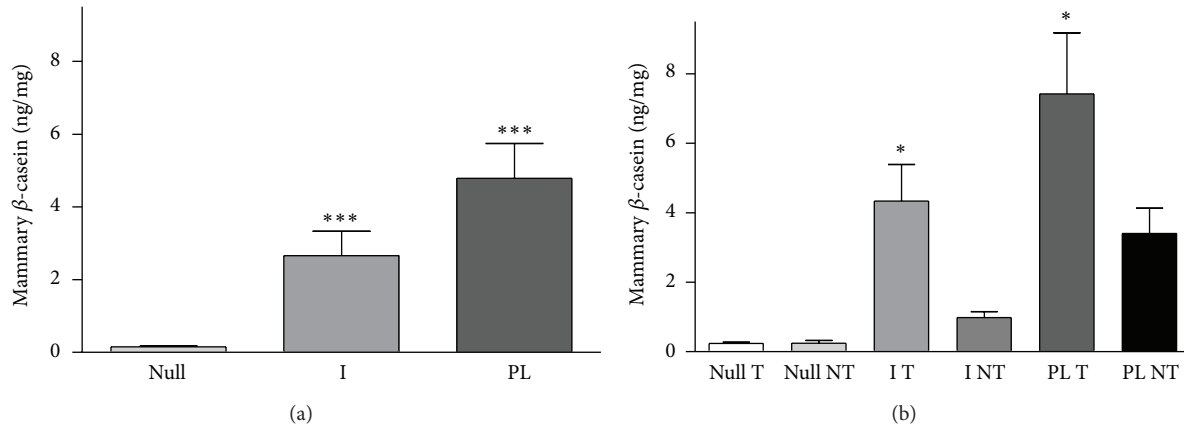 Mammary β-casein (ng/mg)
8
6
4
2
0
***
***
Null I PL
(a)
Mammary β-casein (ng/mg)
8
6
4
2
0
*
*
Null T Null NT I T I NT PL T PL NT
(b)